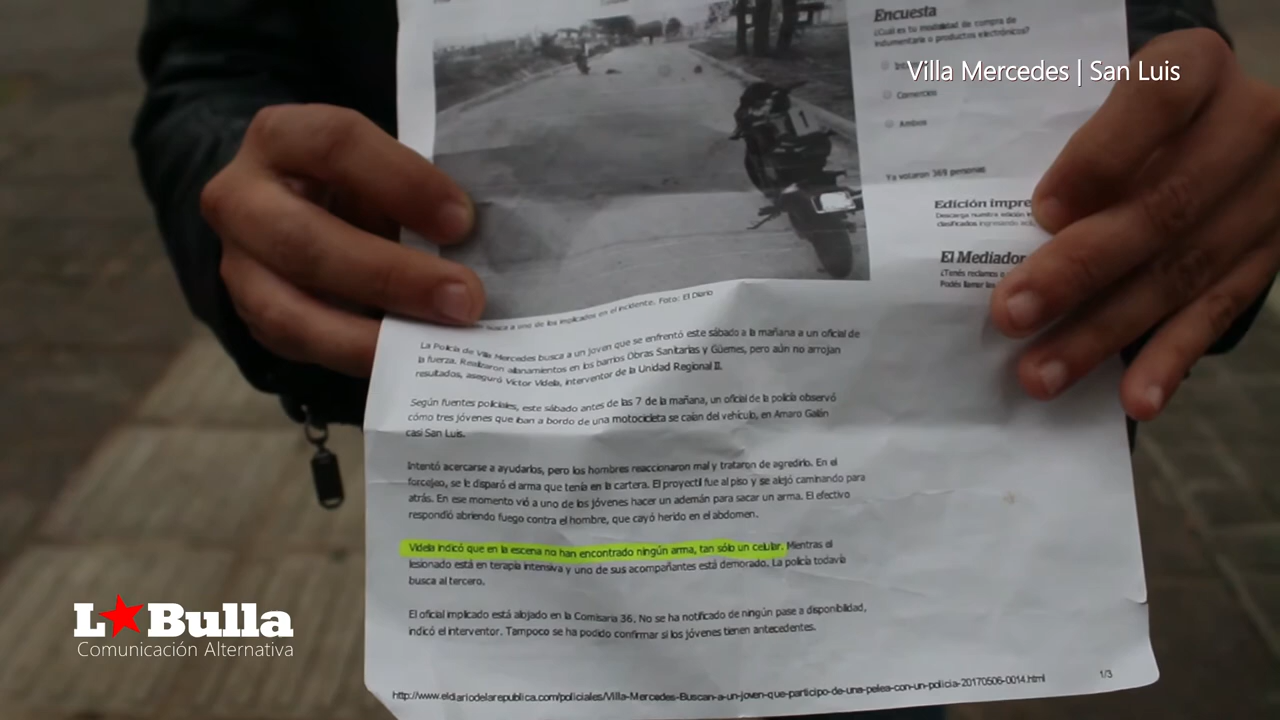 Encuesta
¿Cuál es tu modalidad de compra de
indumentaria o productos electrónicos?
Villa Mercedes | San Luis
Comercios
Ambos
Ya votaron 369 personas
Edición impre
Descarga nuestra edición
clasificados ingresando
El Mediador
¿Tenés reclamos o
Podés llamar
busca a uno de los implicados en el incidente. Foto: El Diario
La Policía de Villa Mercedes busca a un joven que se enfrentó este sábado a la mañana a un oficial de
la fuerza. Realizaron allanamientos en los barrios Obras Sanitarias y Güemes, pero aún no arrojan
resultados, aseguró Víctor Videla, interventor de la Unidad Regional II.
Según fuentes policiales, este sábado antes de las 7 de la mañana, un oficial de la policía observó
cómo tres jóvenes que iban a bordo de una motocicleta se caían del vehículo, en Amaro Galán
casi San Luis.
Intentó acercarse a ayudarlos, pero los hombres reaccionaron mal y trataron de agredirlo. En el
forcejeo, se le disparó el arma que tenía en la cartera. El proyectil fue al piso y se alejó caminando para
atrás. En ese momento vió a uno de los jóvenes hacer un ademán para sacar un arma. El efectivo
respondió abriendo fuego contra el hombre, que cayó herido en el abdomen.
Videla indicó que en la escena no han encontrado ningún arma, tan sólo un celular. Mientras el
lesionado está en terapia intensiva y uno de sus acompañantes está demorado. La policía todavía
busca al tercero.
El oficial implicado está alojado en la Comisaría 36. No se ha notificado de ningún pase a disponibilidad,
indicó el interventor. Tampoco se ha podido confirmar si los jóvenes tienen antecedentes.
http://www.eldiariodelarepublica.com/policiales/Villa-Mercedes-Buscan-a-un-joven-que-participo-de-una-pelea-con-un-policia-20170506-0014.html
1/3
L★Bulla
Comunicación Alternativa